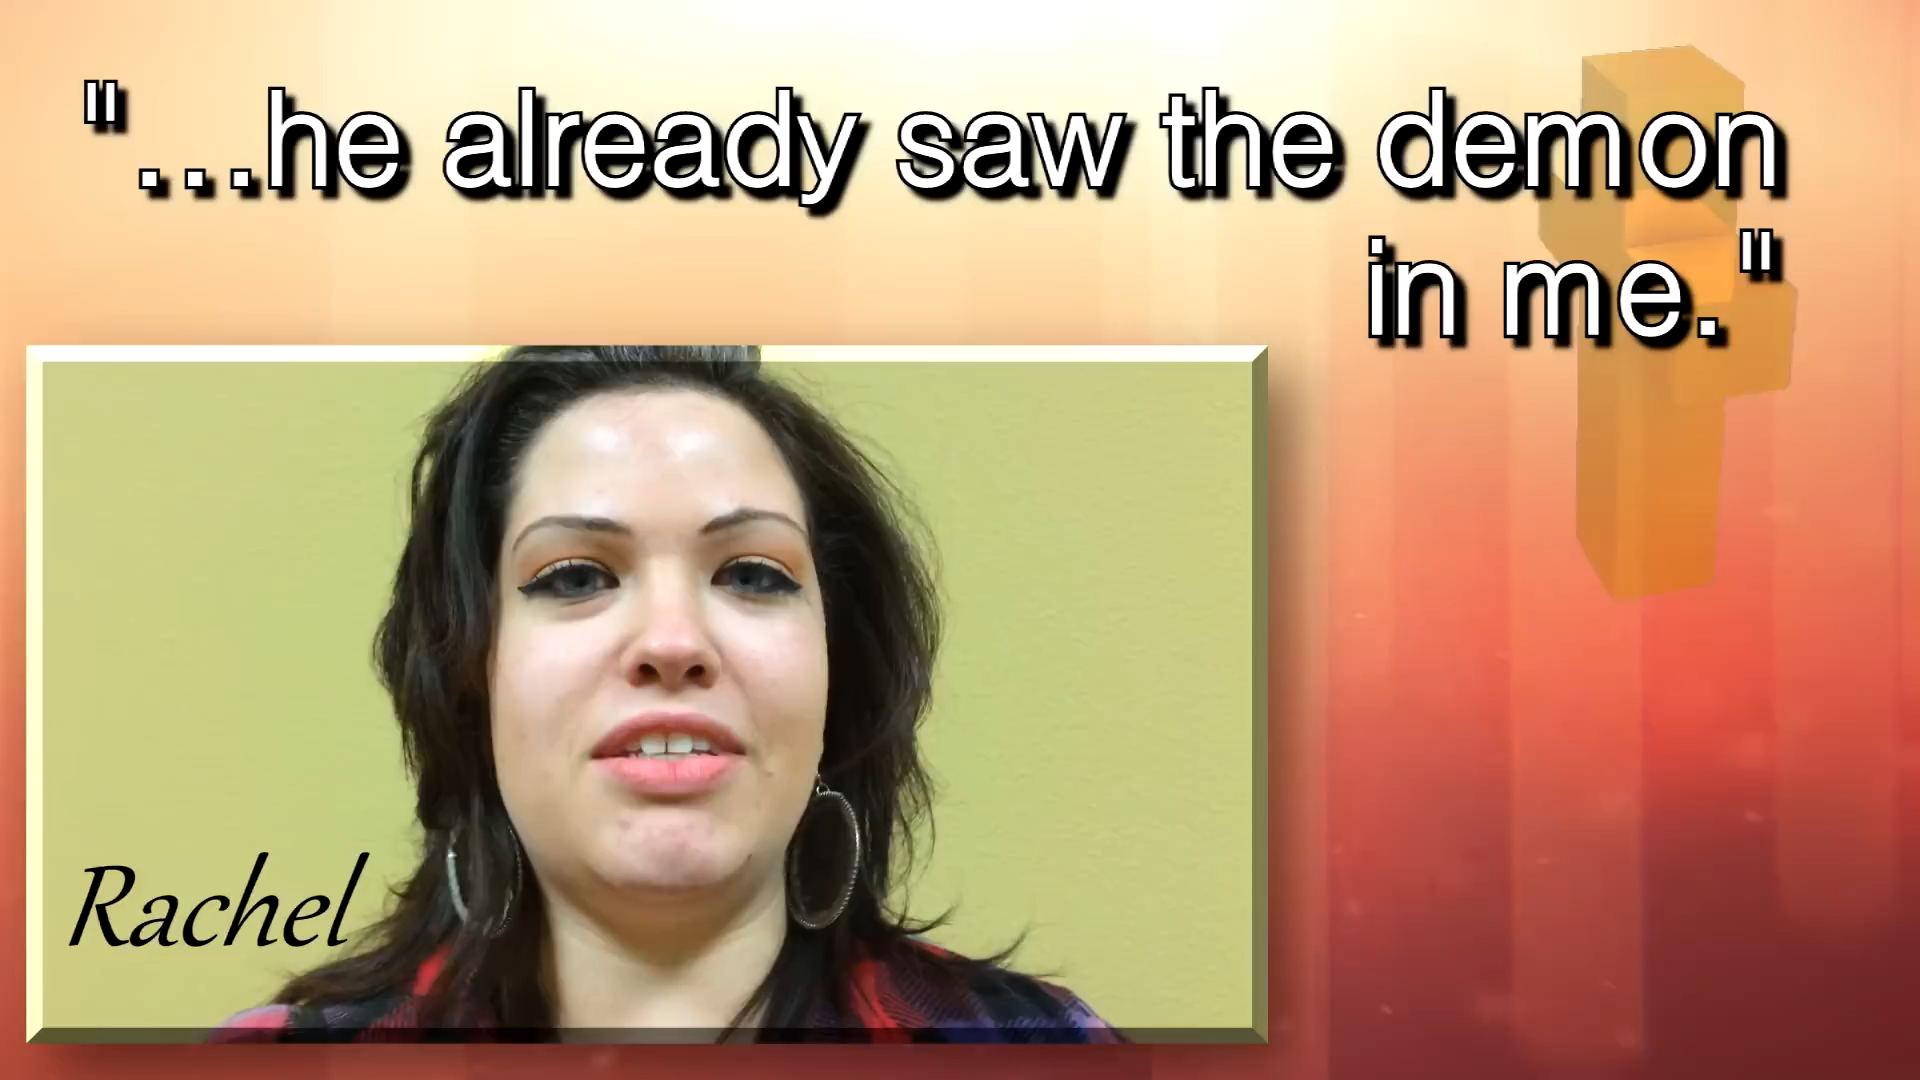 "...he already saw the demon
in me."
Rachel